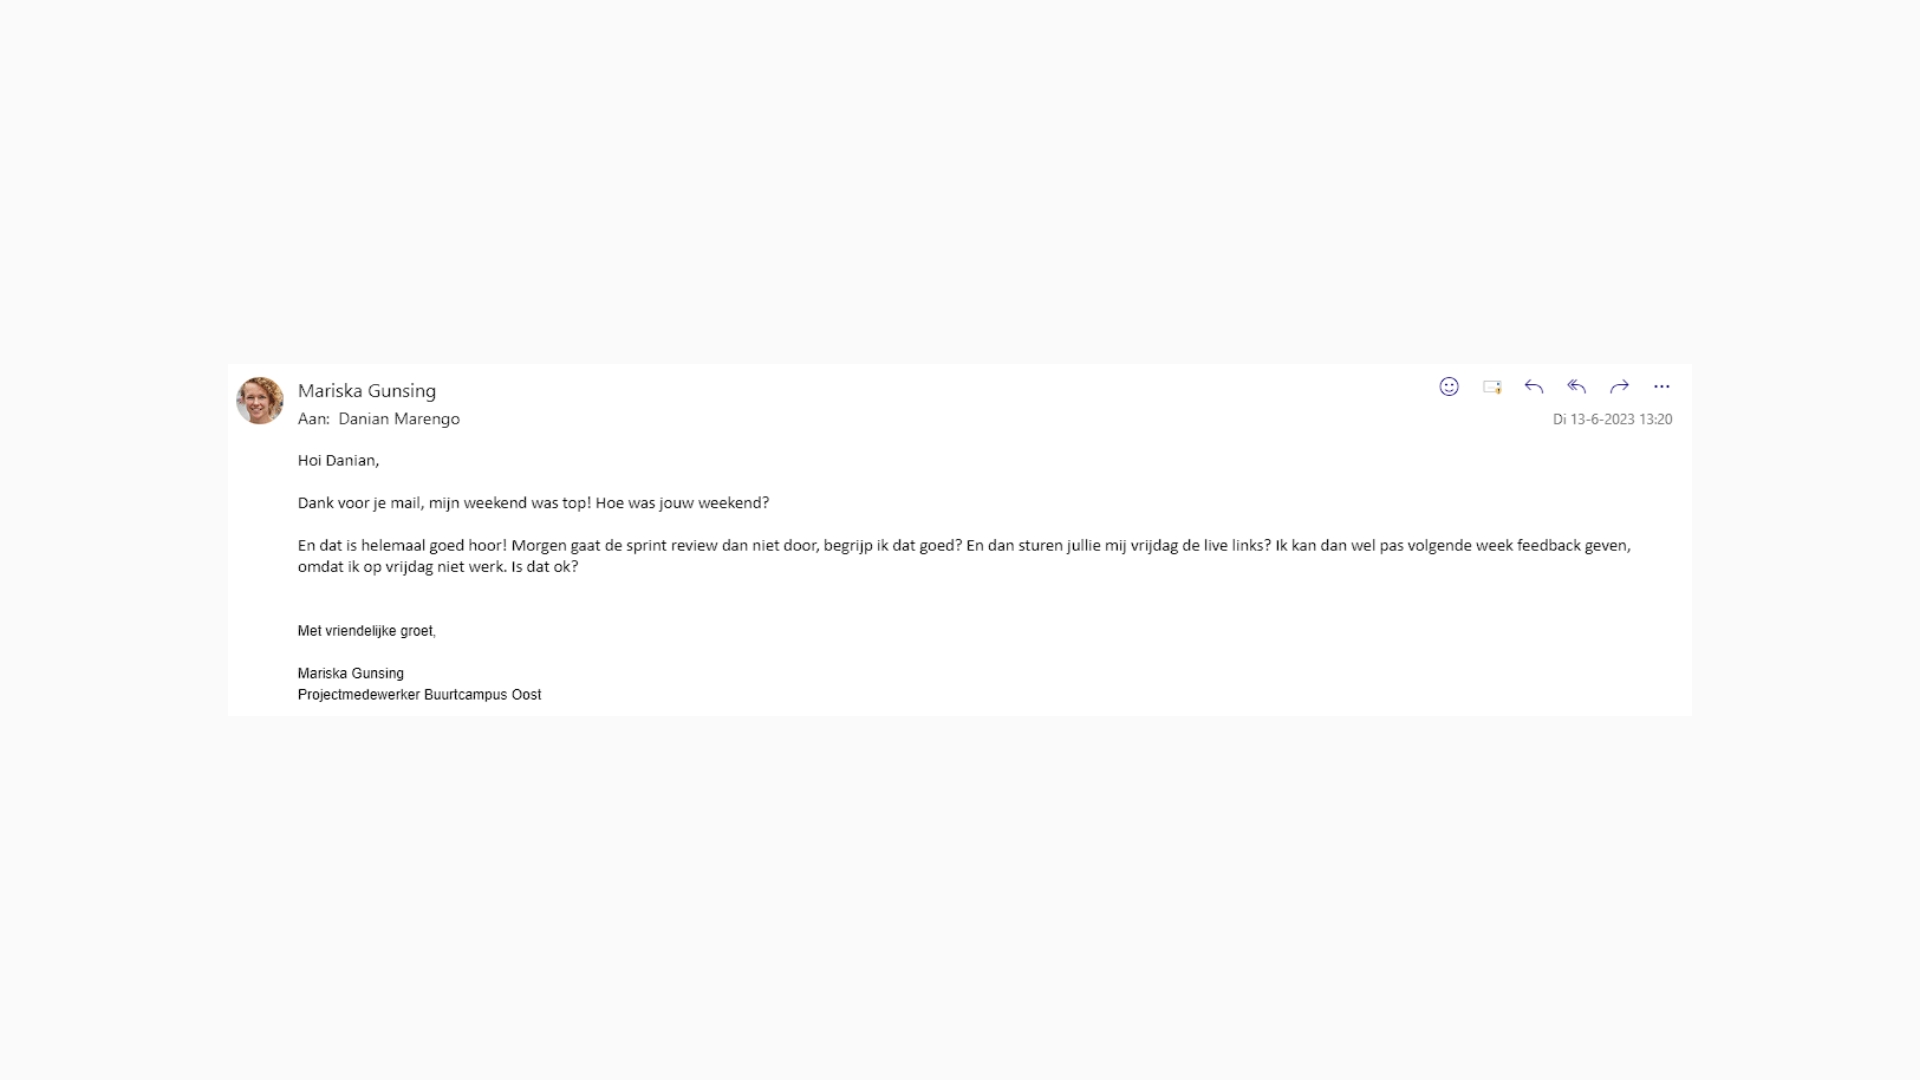 Mariska Gunsing
Aan: Danian Marengo
Di 13-6-2023 13:20
Hoi Danian,
Dank voor je mail, mijn weekend was top! Hoe was jouw weekend?
En dat is helemaal goed hoor! Morgen gaat de sprint review dan niet door, begrijp ik dat goed? En dan sturen jullie mij vrijdag de live links? Ik kan dan wel pas volgende week feedback geven,
omdat ik op vrijdag niet werk. Is dat ok?
Met vriendelijke groet,
Mariska Gunsing
Projectmedewerker Buurtcampus Oost